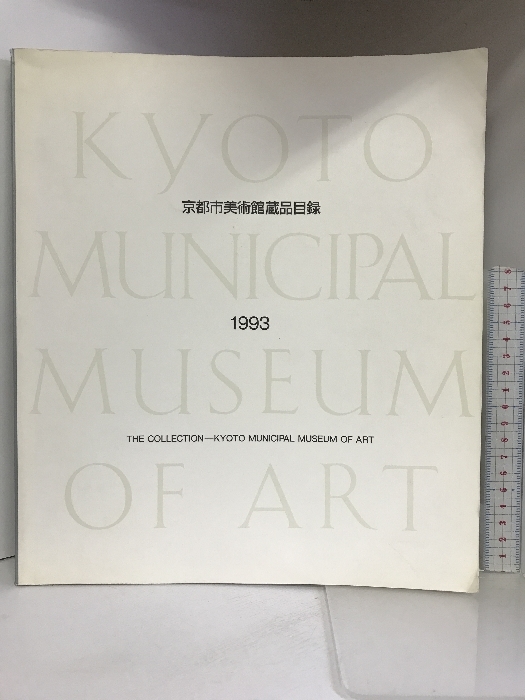 KYOTO
京都市美術館蔵品目録
MUNICIPAL
1993
MUSEUM
THE COLLECTION—KYOTO MUNICIPAL MUSEUM OF ART
OF ART